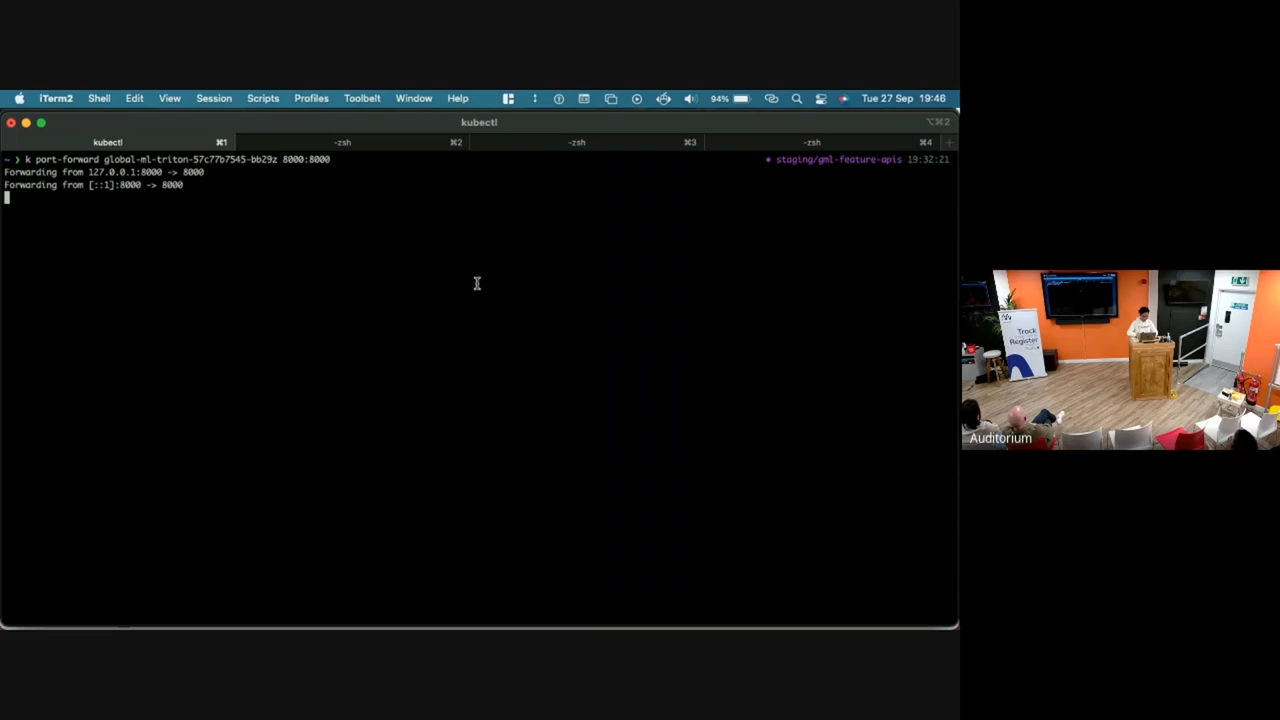 iTerm2 Shell Edit View Session Scripts Profiles Toolbelt Window Help 94% Tue 27 Sep 19:46
kubectl ⌥⌘2
kubectl ⌘1 -zsh ⌘2 -zsh ⌘3 -zsh ⌘4
~ ❯ k port-forward global-ml-triton-57c77b7545-bb29z 8000:8000 staging/gml-feature-apis 19:32:21
Forwarding from 127.0.0.1:8000 -> 8000
Forwarding from [::1]:8000 -> 8000
Track
Register
Auditorium